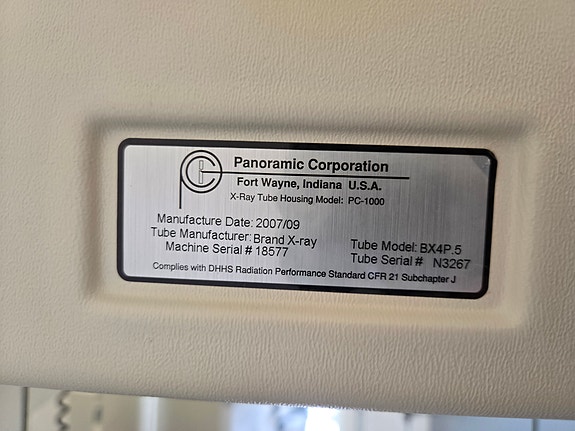 Panoramic Corporation
Fort Wayne, Indiana U.S.A.
X-Ray Tube Housing Model: PC-1000
Manufacture Date: 2007/09
Tube Manufacturer: Brand X-ray
Tube Model: BX4P.5
Machine Serial # 18577
Tube Serial # N3267
Complies with DHHS Radiation Performance Standard CFR 21 Subchapter J